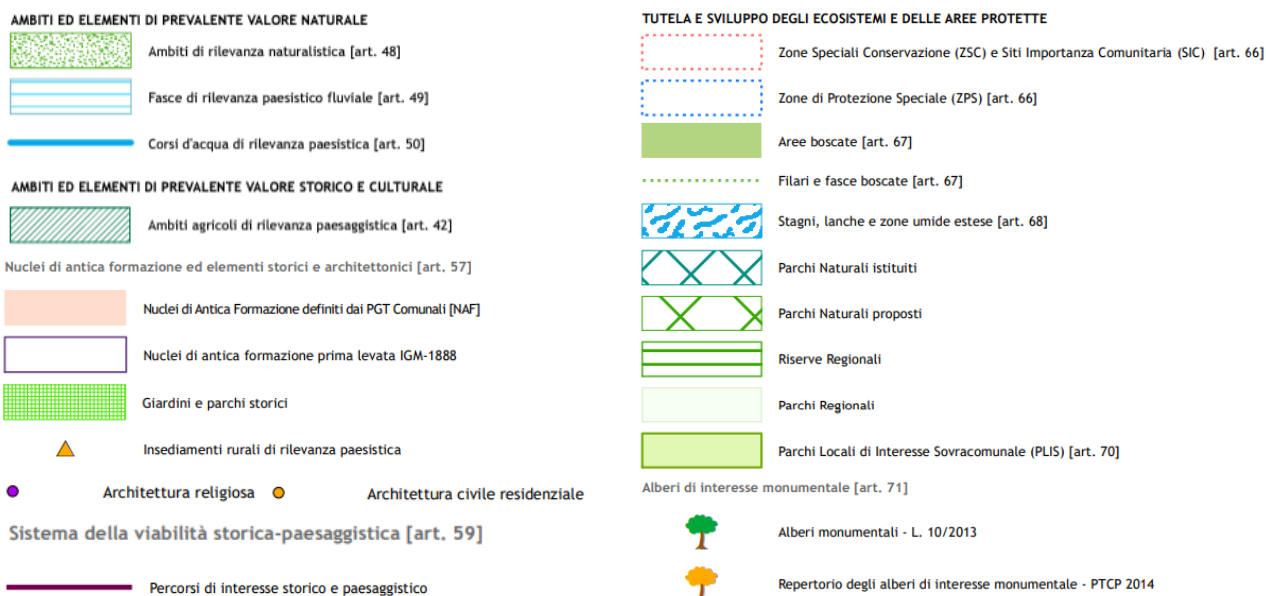 AMBITI ED ELEMENTI DI PREVALENTE VALORE NATURALE
Ambiti di rilevanza naturalistica [art. 48]
Fasce di rilevanza paesistico fluviale [art. 49]
Corsi d'acqua di rilevanza paesistica [art. 50]
AMBITI ED ELEMENTI DI PREVALENTE VALORE STORICO E CULTURALE
Ambiti agricoli di rilevanza paesaggistica [art. 42]
Nuclei di antica formazione ed elementi storici e architettonici [art. 57]
Nuclei di Antica Formazione definiti dai PGT Comunali [NAF]
Nuclei di antica formazione prima levata IGM-1888
Giardini e parchi storici
Insediamenti rurali di rilevanza paesistica
Architettura religiosa
Architettura civile residenziale
Sistema della viabilità storica-paesaggistica [art. 59]
Percorsi di interesse storico e paesaggistico
TUTELA E SVILUPPO DEGLI ECOSISTEMI E DELLE AREE PROTETTE
Zone Speciali Conservazione (ZSC) e Siti Importanza Comunitaria (SIC) [art. 66]
Zone di Protezione Speciale (ZPS) [art. 66]
Aree boscate [art. 67]
Filari e fasce boscate [art. 67]
Stagni, lanche e zone umide estese [art. 68]
Parchi Naturali istituiti
Parchi Naturali proposti
Riserve Regionali
Parchi Regionali
Parchi Locali di Interesse Sovracomunale (PLIS) [art. 70]
Alberi di interesse monumentale [art. 71]
Alberi monumentali - L. 10/2013
Repertorio degli alberi di interesse monumentale - PTCP 2014